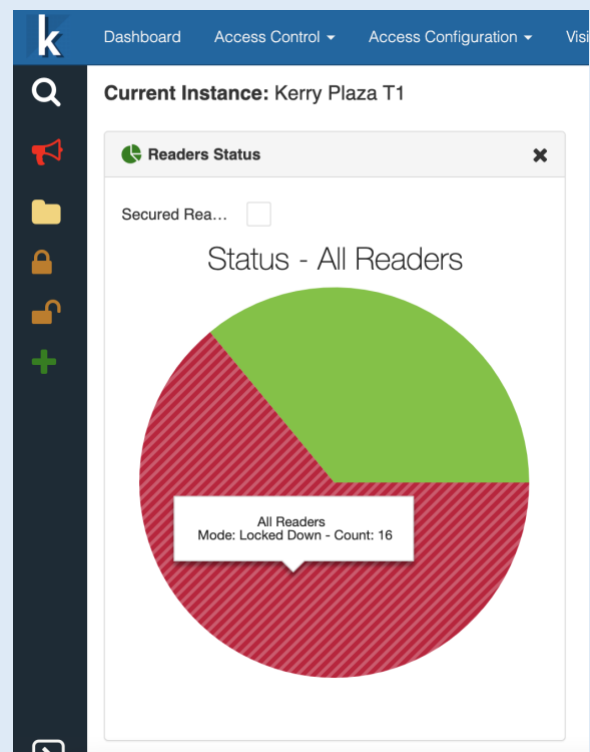 k
Dashboard Access Control Access Configuration Visi
Current Instance: Kerry Plaza T1
Readers Status
Secured Rea...
Status - All Readers
All Readers
Mode: Locked Down - Count: 16